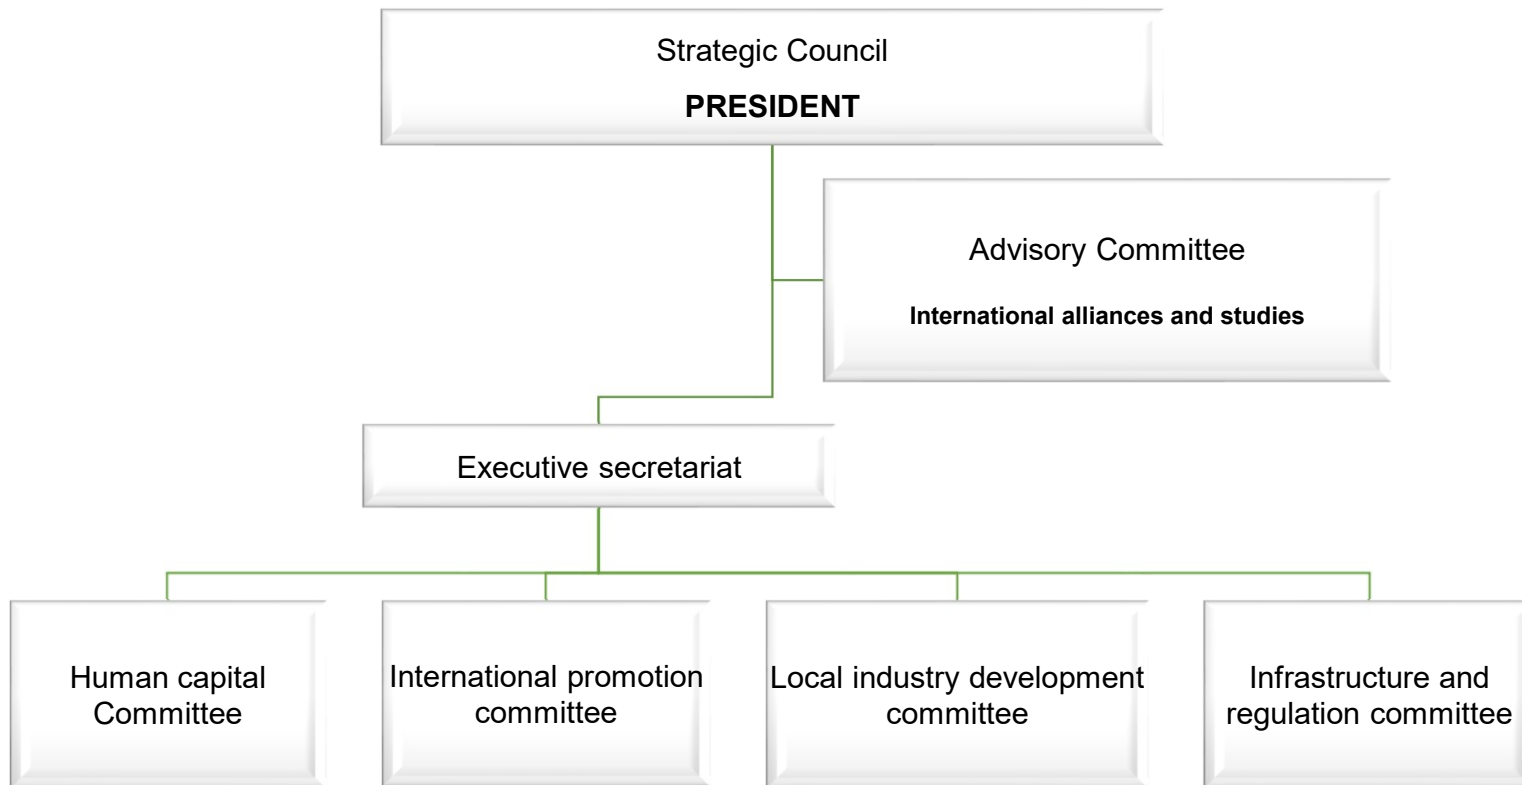 Strategic Council
PRESIDENT
Advisory Committee
International alliances and studies
Executive secretariat
Human capital
Committee
International promotion
committee
Local industry development
committee
Infrastructure and
regulation committee